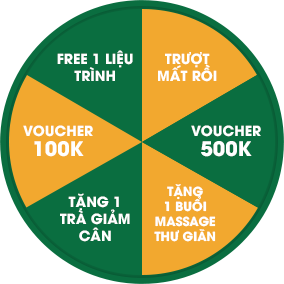 FREE 1 LIỆU
TRÌNH
TRƯỢT
MẤT RỒI
VOUCHER
100K
VOUCHER
500K
TẶNG 1
TRÀ GIẢM
CÂN
TẶNG
1 BUỔI
MASSAGE
THƯ GIÃN